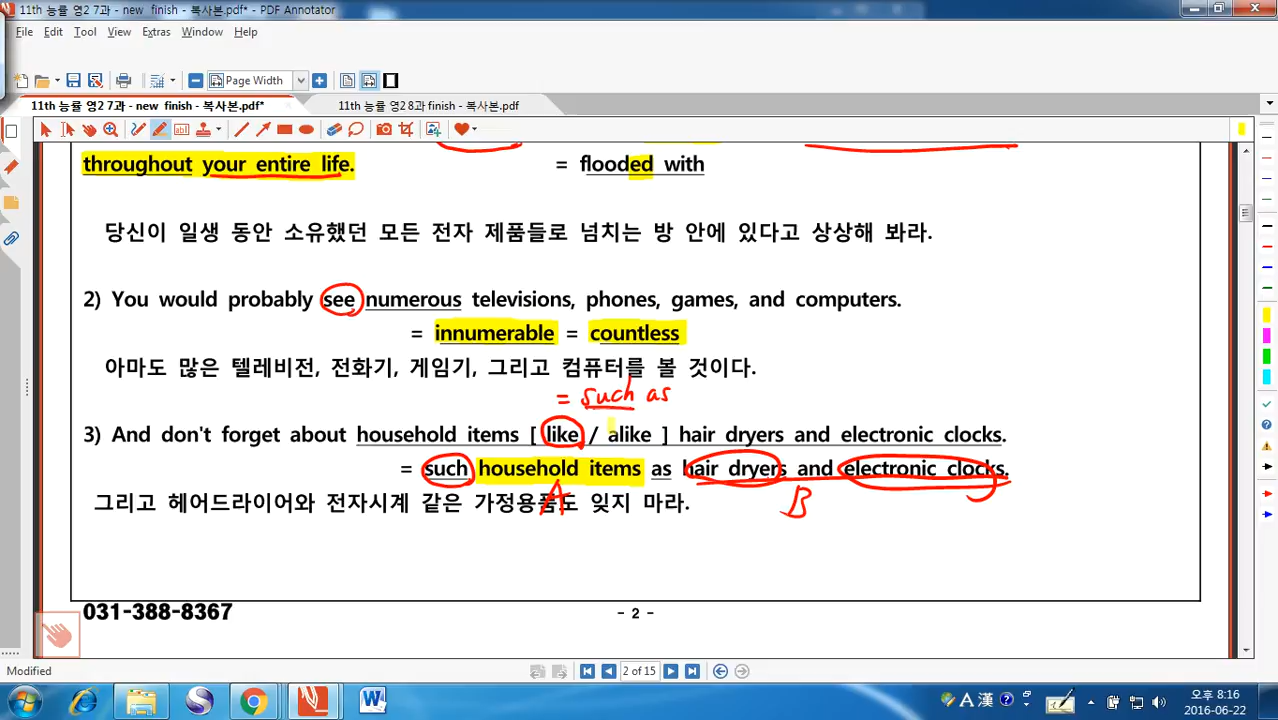 11th 능률 영2 7과 - new  finish - 복사본.pdf* - PDF Annotator
File Edit Tool View Extras Window Help
Page Width
11th 능률 영2 7과 - new  finish - 복사본.pdf*
11th 능률 영2 8과 finish - 복사본.pdf
throughout your entire life. = flooded with
당신이 일생 동안 소유했던 모든 전자 제품들로 넘치는 방 안에 있다고 상상해 봐라.
2) You would probably see numerous televisions, phones, games, and computers.
= innumerable = countless
아마도 많은 텔레비전, 전화기, 게임기, 그리고 컴퓨터를 볼 것이다.
= such as
3) And don't forget about household items [ like / alike ] hair dryers and electronic clocks.
= such household items as hair dryers and electronic clocks.
A B
그리고 헤어드라이어와 전자시계 같은 가정용품도 잊지 마라.
031-388-8367
- 2 -
Modified
2 of 15
A 漢
오후 8:16
2016-06-22